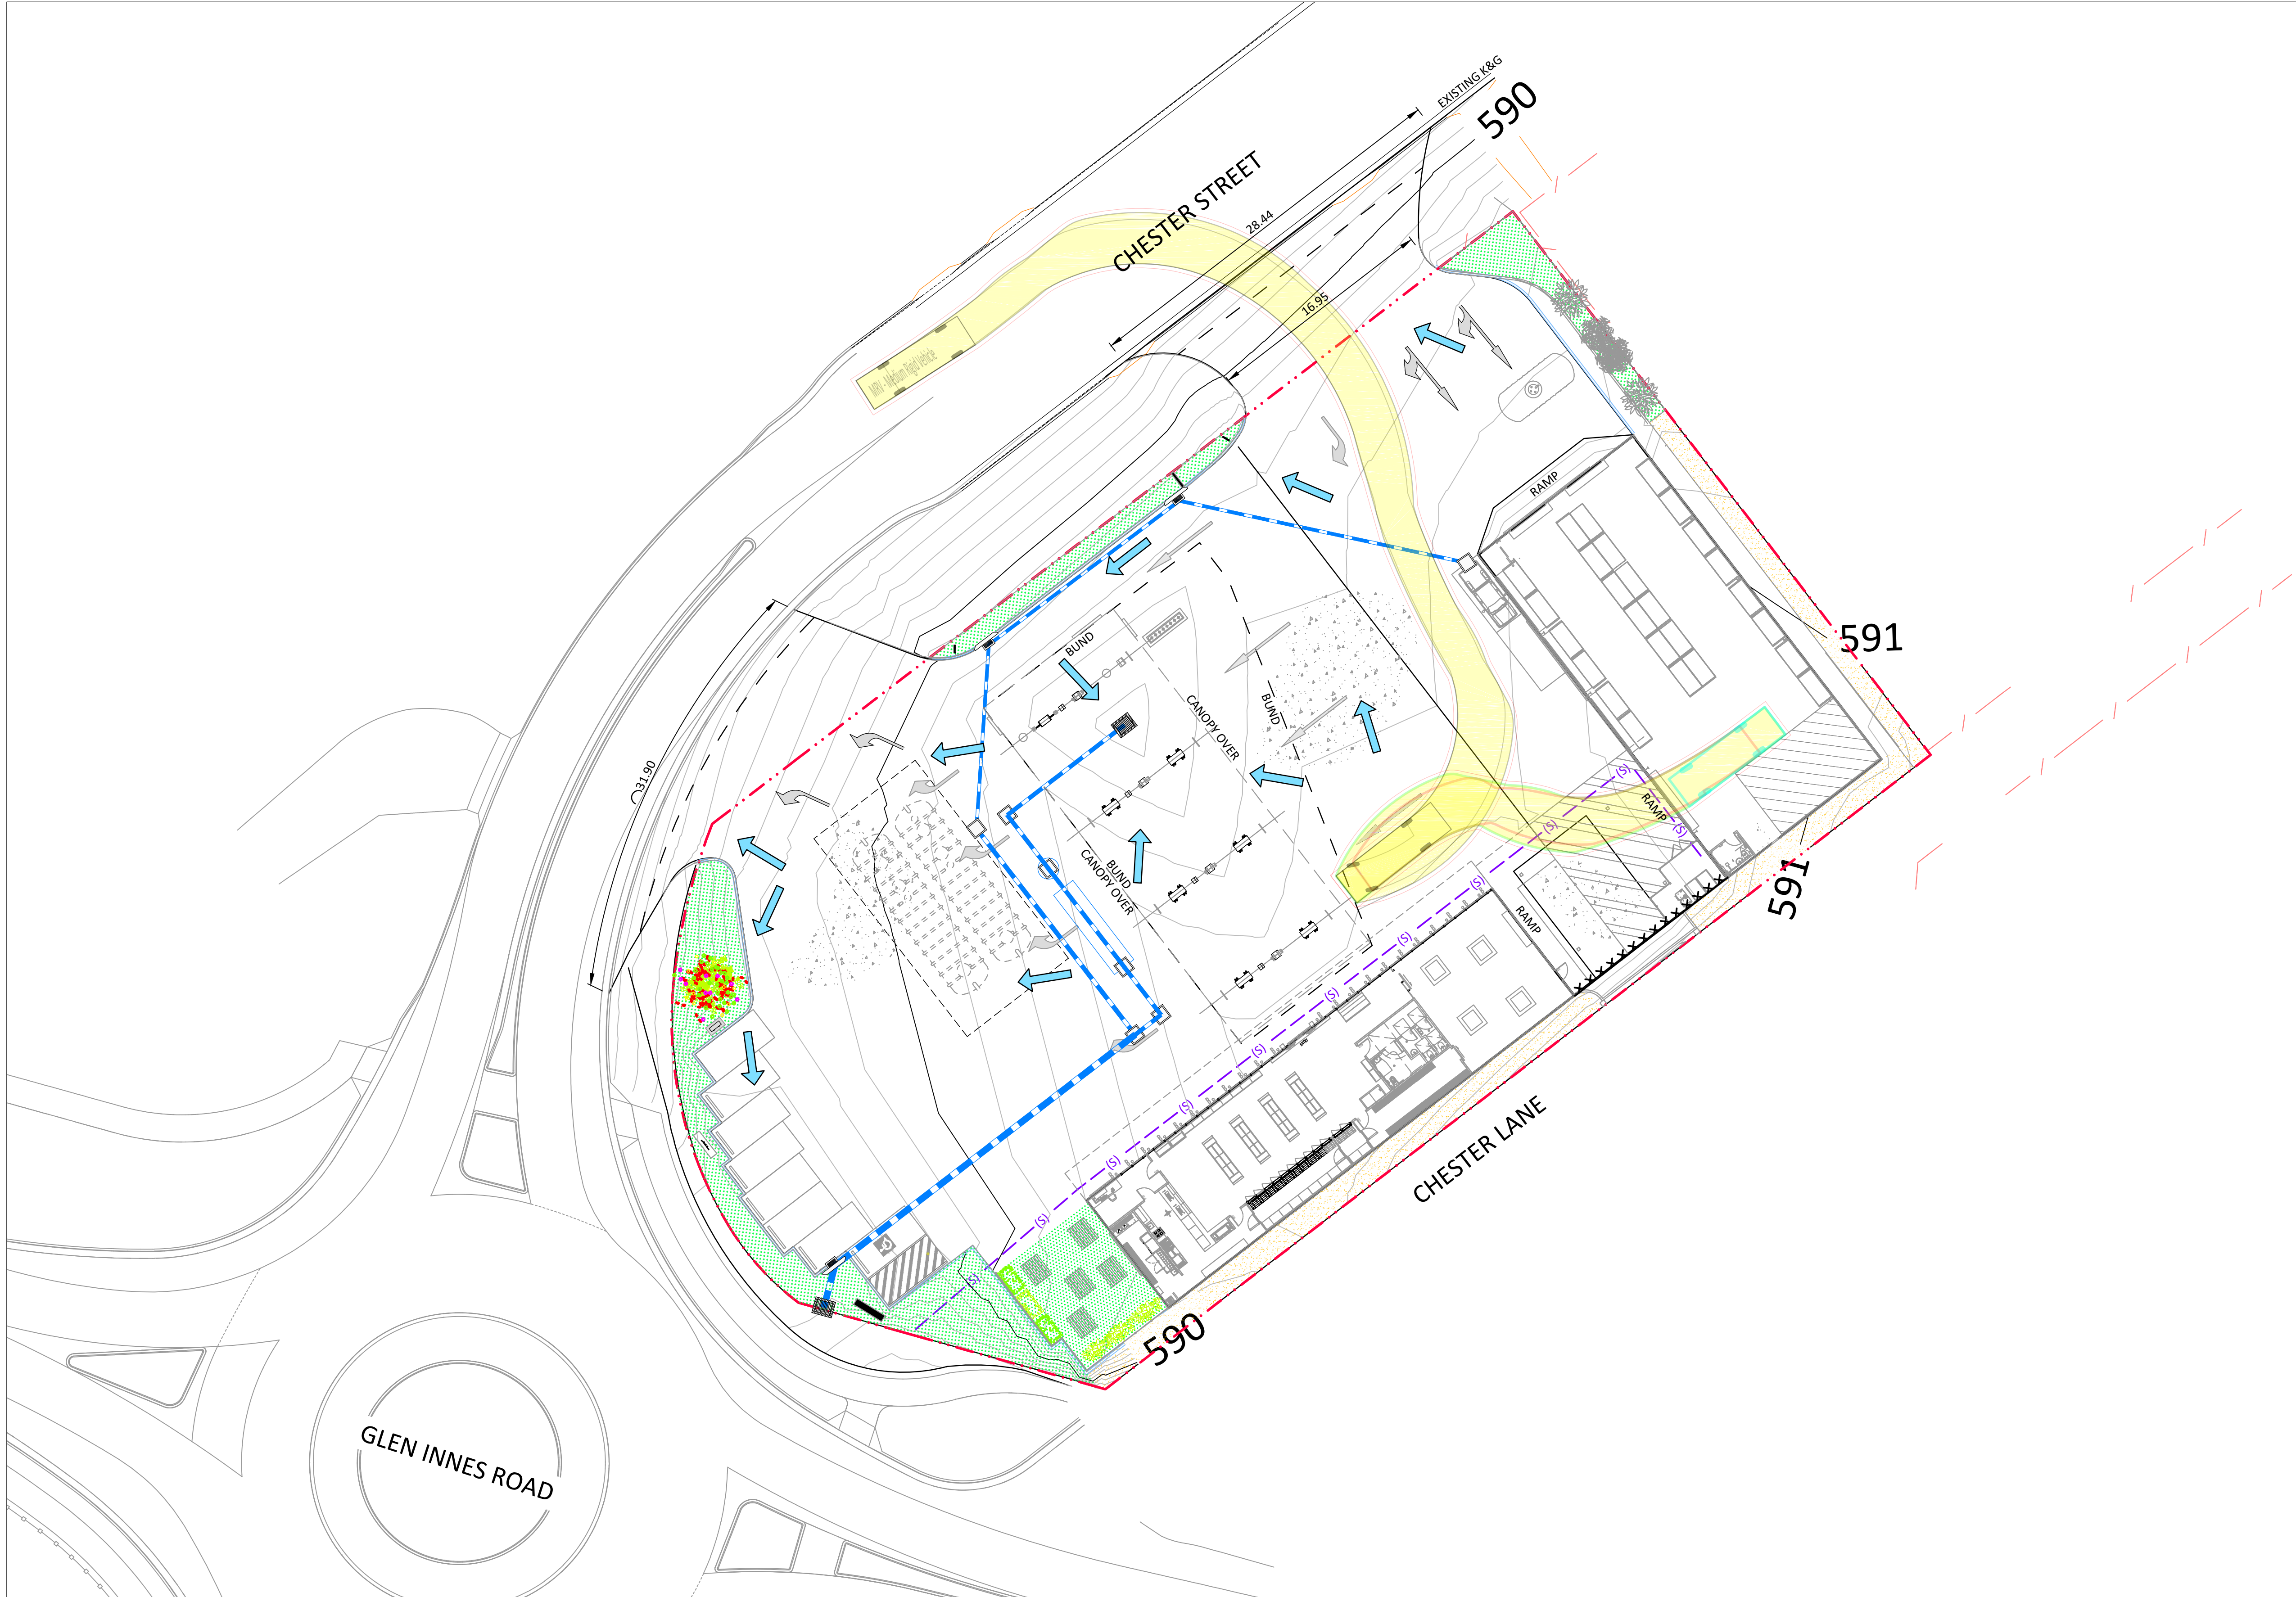 EXISTING K&G
590
CHESTER STREET
28.44
16.95
MRV - Medium Rigid Vehicle
RAMP
591
BUND
BUND
CANOPY OVER
31.90
BUND
CANOPY OVER
RAMP
(S)
(S)
(S)
(S)
591
(S)
RAMP
(S)
(S)
(S)
(S)
(S)
(S)
CHESTER LANE
590
GLEN INNES ROAD